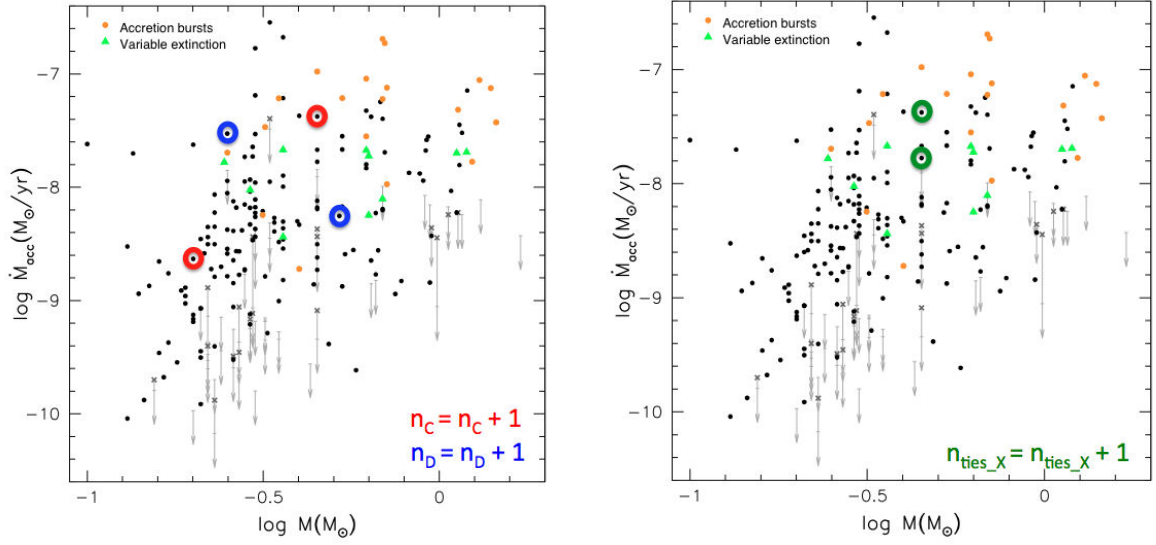 Accretion bursts
Variable extinction
−7
−8
−9
−10
log Ṁacc(M⊙/yr)
nC = nC + 1
nD = nD + 1
−1
−0.5
0
log M(M⊙)
Accretion bursts
Variable extinction
−7
−8
−9
−10
log Ṁacc(M⊙/yr)
nties_X = nties_X + 1
−1
−0.5
0
log M(M⊙)